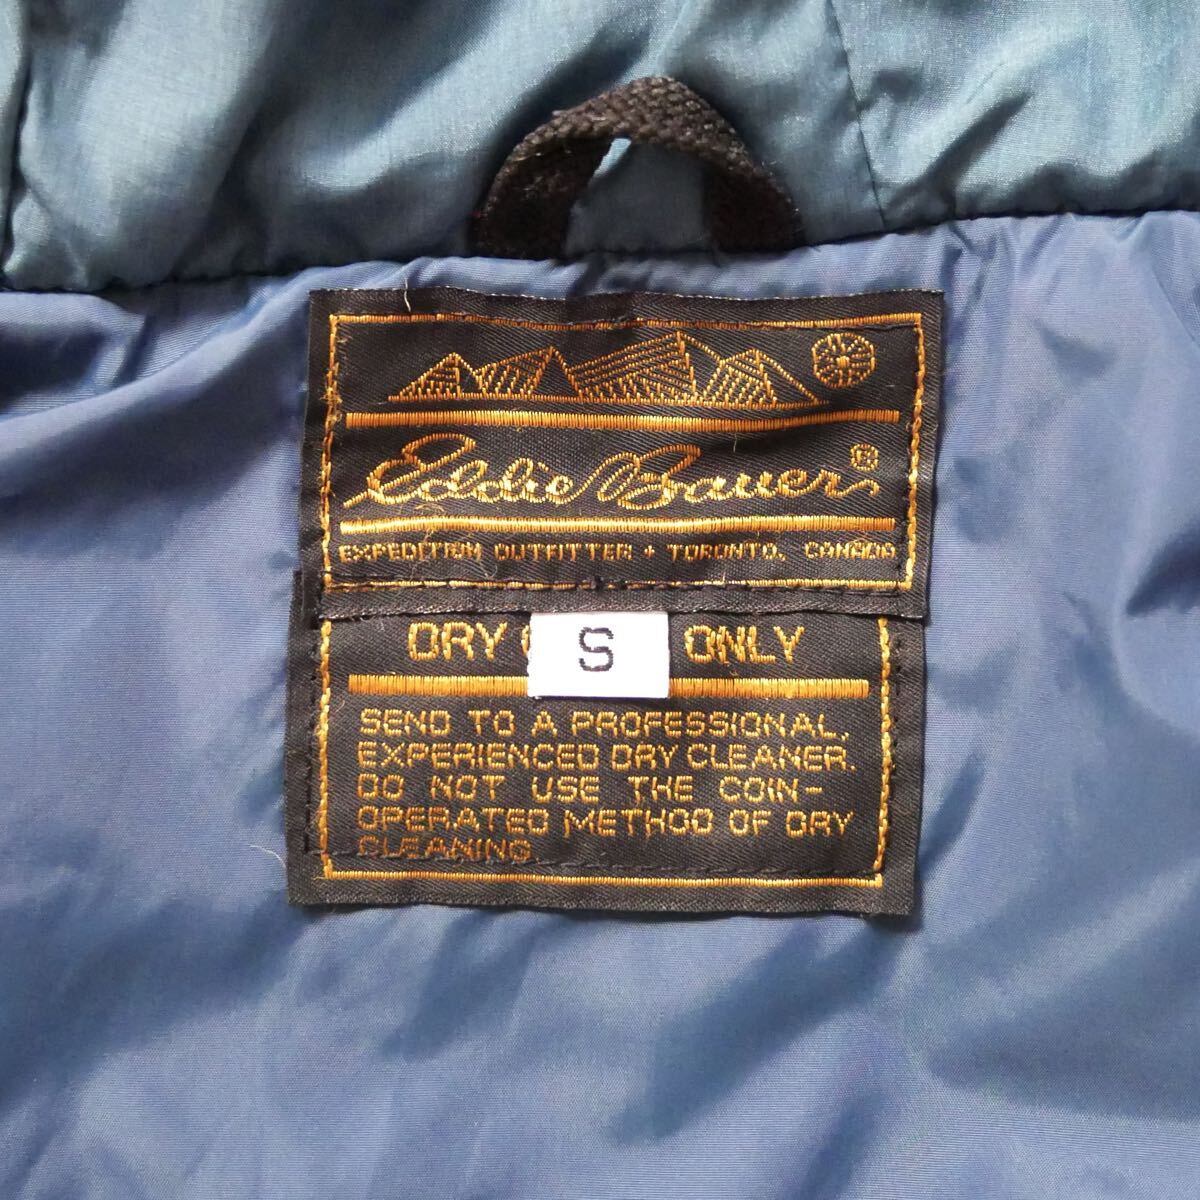 Eddie Bauer®
EXPEDITION OUTFITTER • TORONTO, CANADA
DRY ONLY
S
SEND TO A PROFESSIONAL,
EXPERIENCED DRY CLEANER.
DO NOT USE THE COIN-
OPERATED METHOD OF DRY
CLEANING